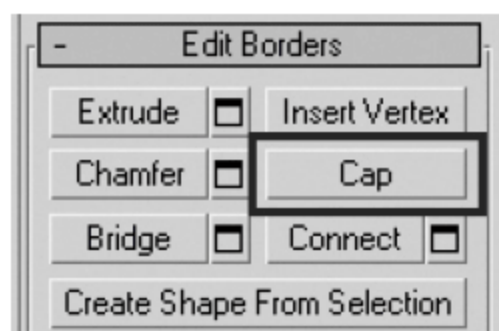 - Edit Borders
Extrude Insert Vertex
Chamfer Cap
Bridge Connect
Create Shape From Selection